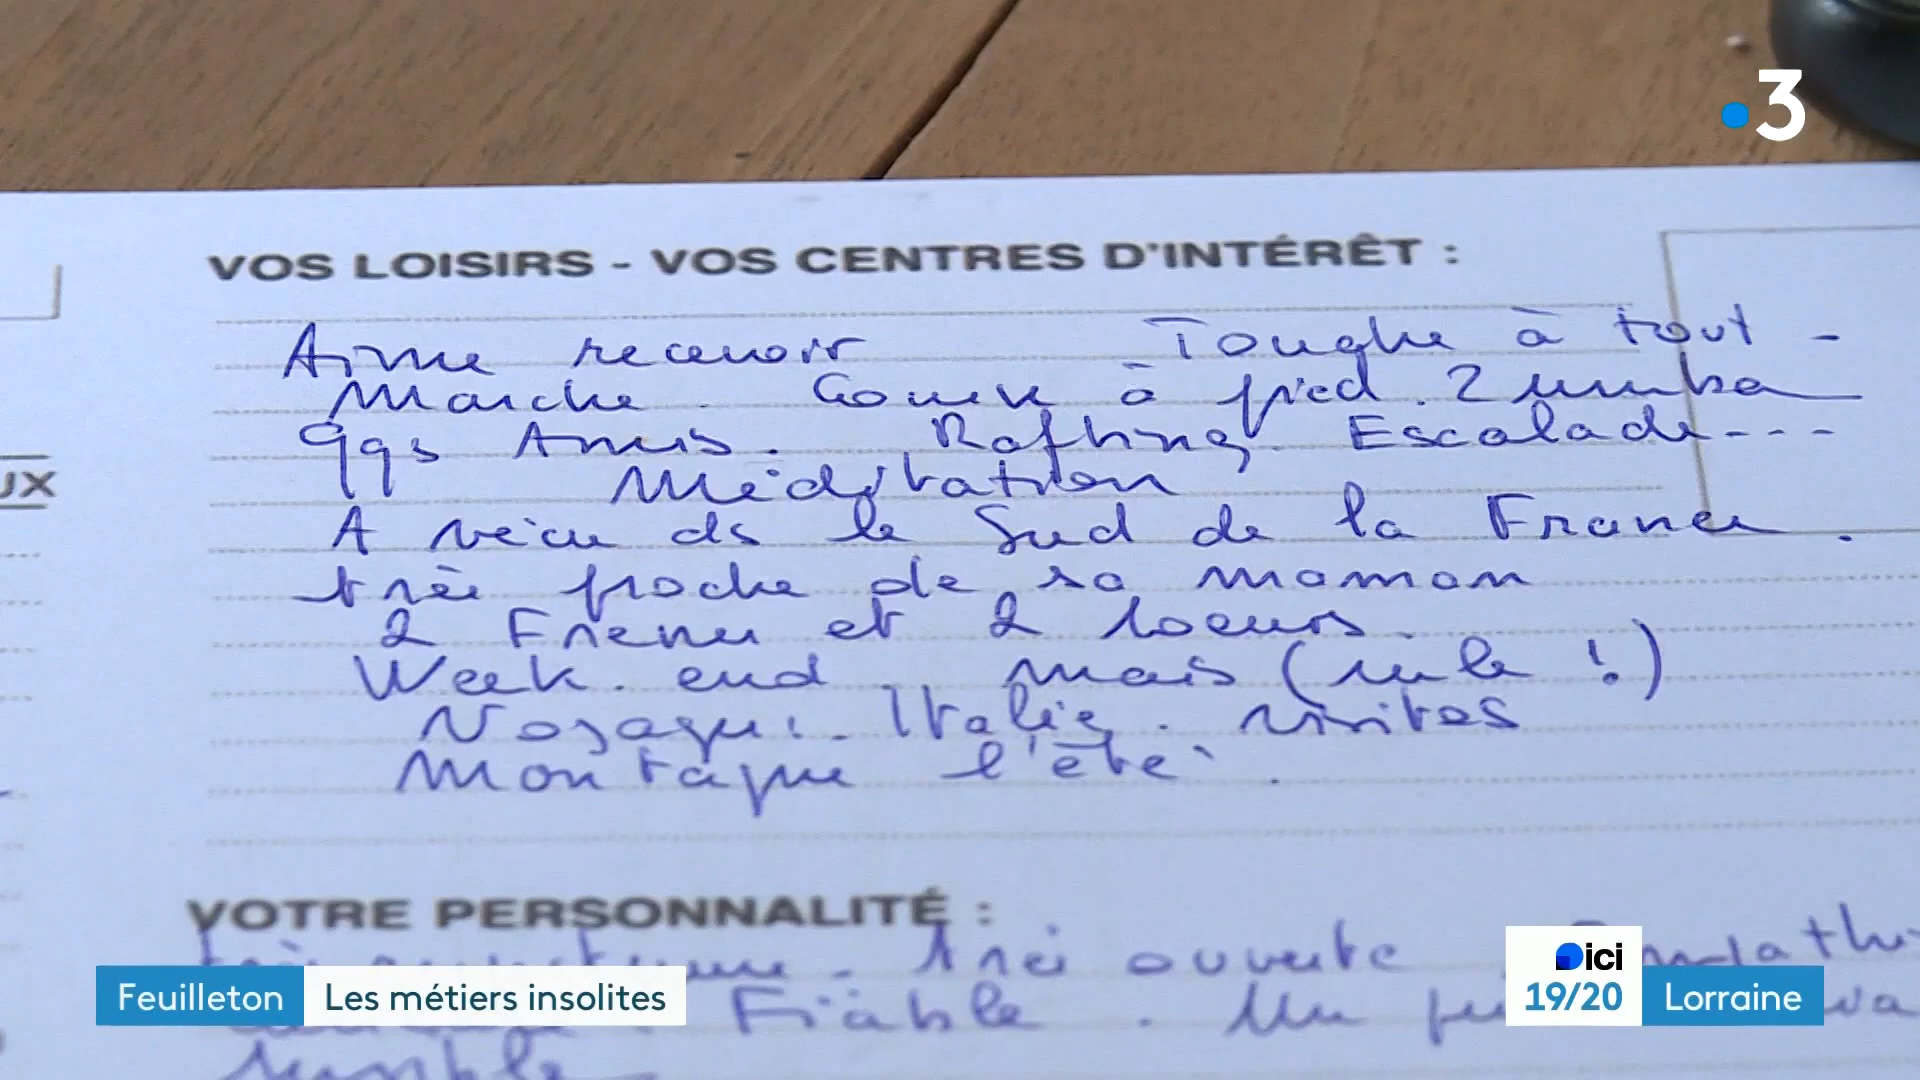 3
VOS LOISIRS - VOS CENTRES D'INTÉRÊT :
Aime recevoir Touche à tout -
Marche. Course à pied. Zumba
qqs Amis. Rafting. Escalade---
Méditation
UX
A vécu ds le Sud de la France.
très proche de sa maman
2 Frères et 2 soeurs.
Week.end. mais (seule !)
Voyages. Italie. visites
Montagne l'été.
VOTRE PERSONNALITÉ :
très ouverte
Fiable. Un
ici
19/20 Lorraine
Feuilleton Les métiers insolites